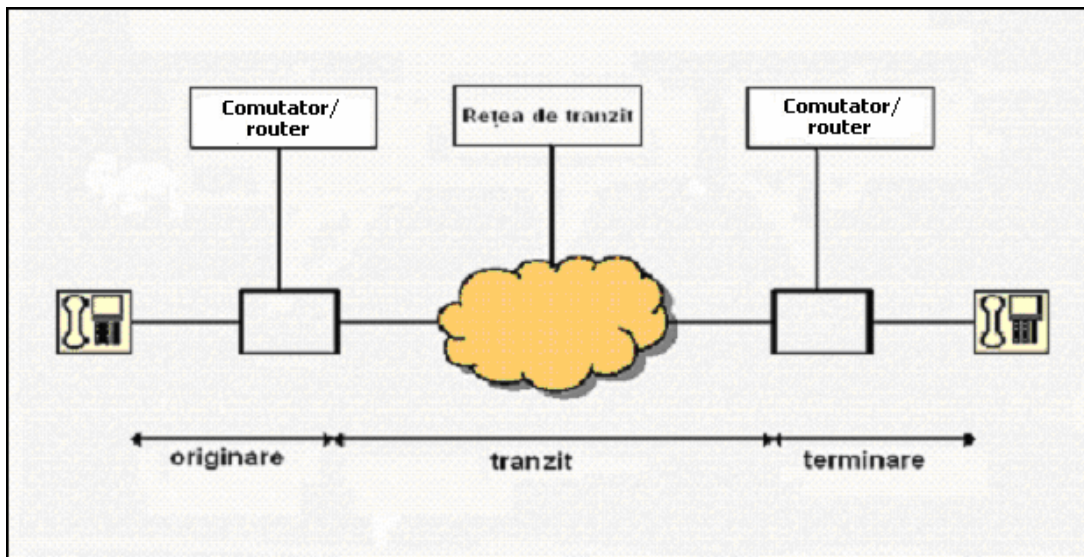 Comutator/
router
Rețea de tranzit
Comutator/
router
originare
tranzit
terminare